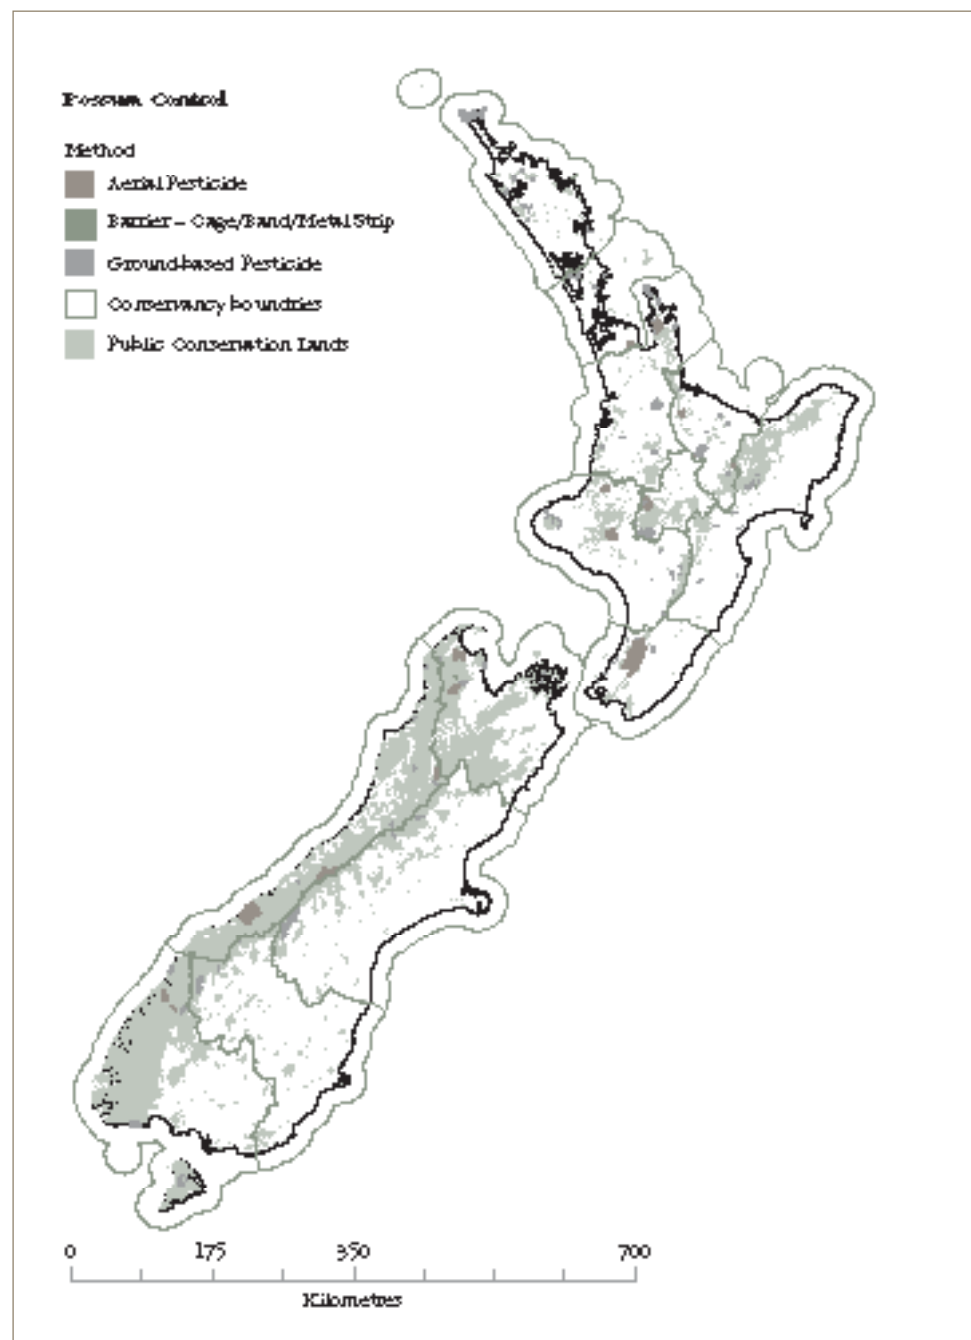 Possum Control
Method
Aerial Pesticide
Barrier – Cage/Band/Metal Strip
Ground-based Pesticide
Conservancy boundries
Public Conservation Lands
0 175 350 700
Kilometres